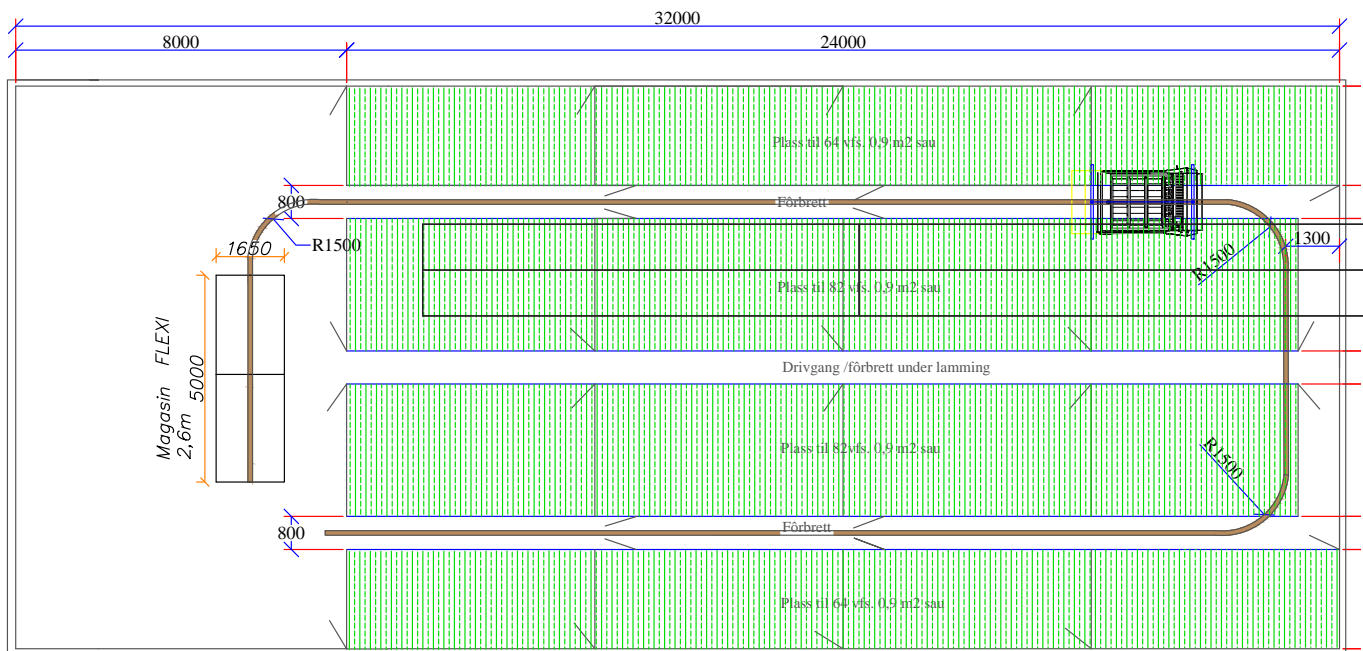 32000
8000
24000
Plass til 64 vfs. 0,9 m2 sau
800
Fôrbrett
R1500
1650
R1500
1300
Plass til 82 vfs. 0,9 m2 sau
Magasin FLEXI
2,6m
5000
Drivgang /fôrbrett under lamming
Plass til 82vfs. 0,9 m2 sau
R1500
800
Fôrbrett
Plass til 64 vfs. 0,9 m2 sau